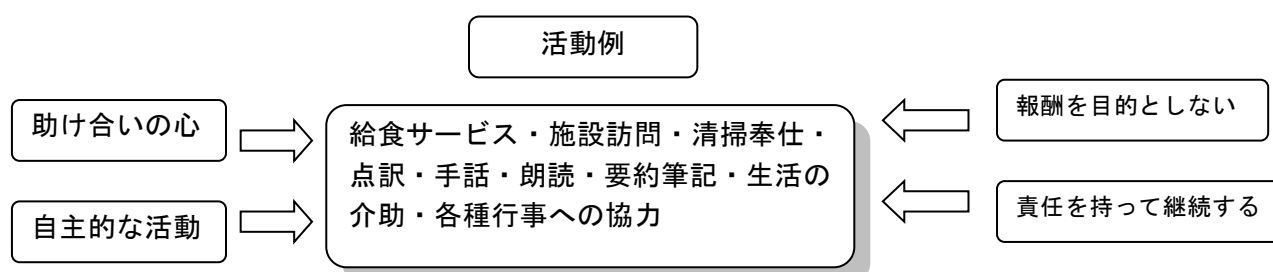 活動例
助け合いの心
自主的な活動
給食サービス・施設訪問・清掃奉仕・
点訳・手話・朗読・要約筆記・生活の
介助・各種行事への協力
報酬を目的としない
責任を持って継続する